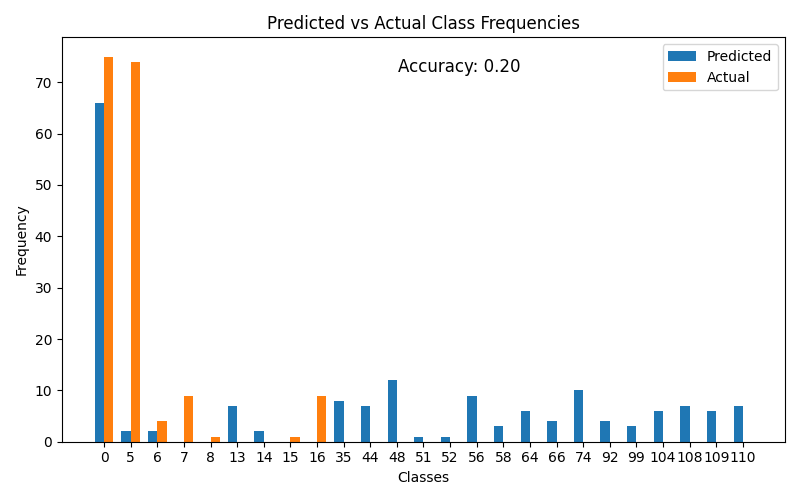 Predicted vs Actual Class Frequencies
Accuracy: 0.20
Predicted
Actual
Frequency
70
60
50
40
30
20
10
0
0 5 6 7 8 13 14 15 16 35 44 48 51 52 56 58 64 66 74 92 99 104 108 109 110
Classes